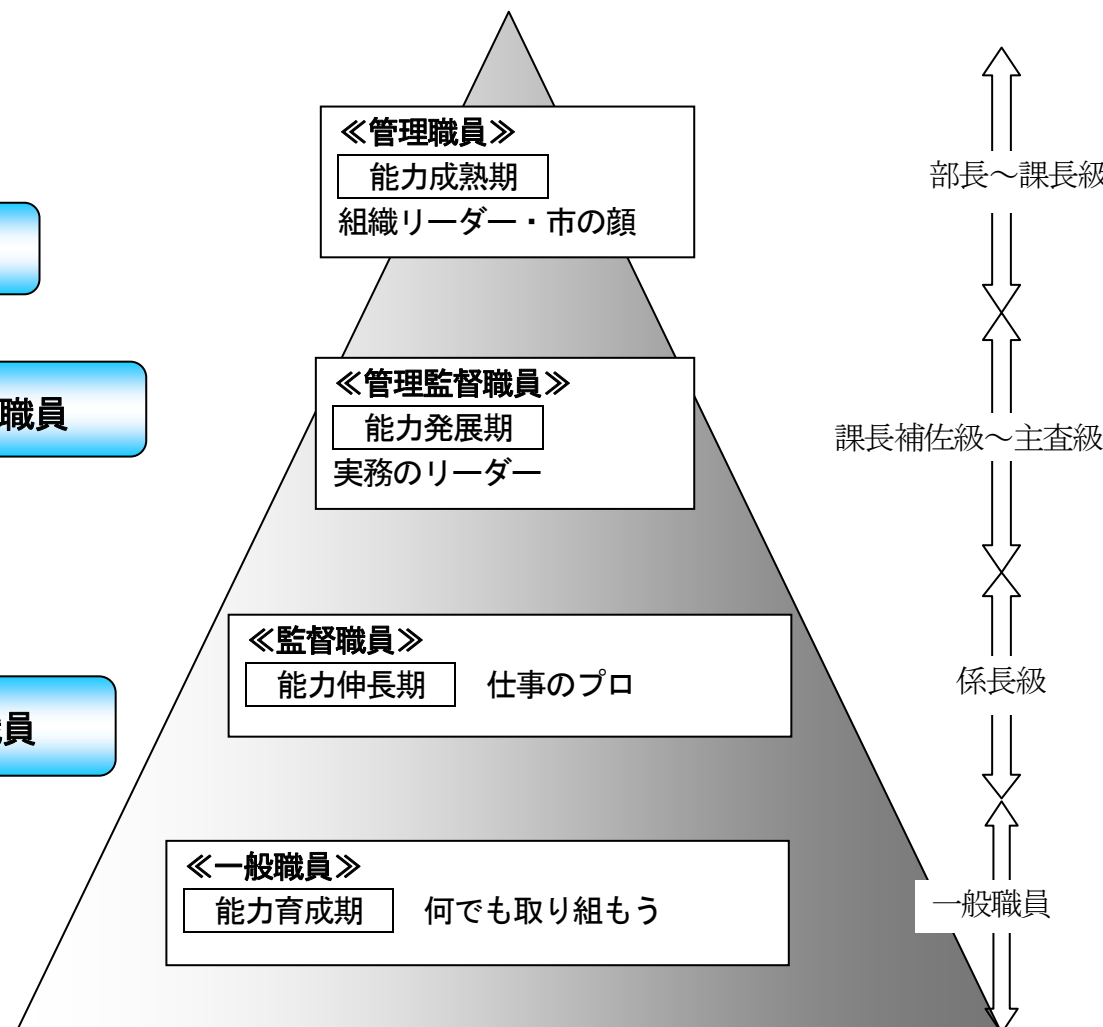 ≪管理職員≫
能力成熟期
組織リーダー・市の顔
部長～課長級
≪管理監督職員≫
能力発展期
実務のリーダー
職員
課長補佐級～主査級
≪監督職員≫
能力伸長期 仕事のプロ
係長級
員
≪一般職員≫
能力育成期 何でも取り組もう
一般職員